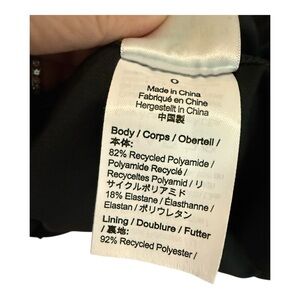 0
Made in China
Fabriqué en Chine
Hergestellt in China
中国製
Body / Corps / Oberteil /
本体:
82% Recycled Polyamide /
Polyamide Recyclé /
Recyceltes Polyamid / リ
サイクルポリアミド
18% Elastane / Élasthanne /
Elastan / ポリウレタン
Lining / Doublure / Futter
/ 裏地:
92% Recycled Polyester /